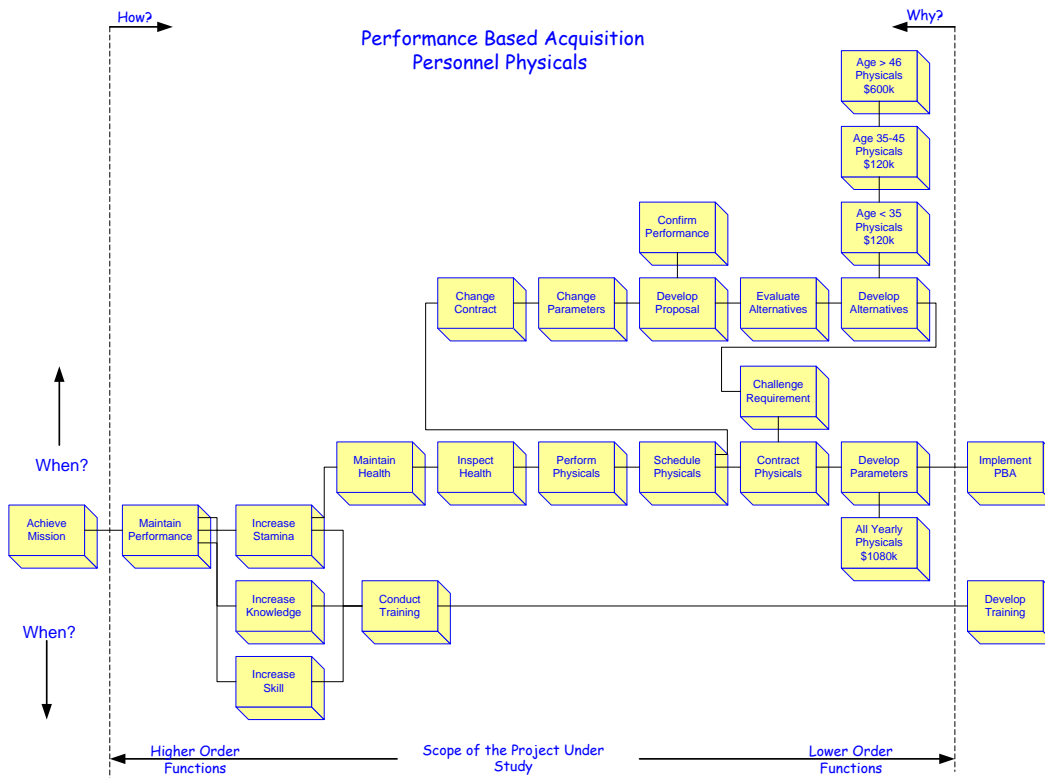 How?
Why?
Performance Based Acquisition
Personnel Physicals
Age > 46
Physicals
$600k
Age 35-45
Physicals
$120k
Age < 35
Physicals
$120k
Confirm
Performance
Change
Contract
Change
Parameters
Develop
Proposal
Evaluate
Alternatives
Develop
Alternatives
Challenge
Requirement
When?
Maintain
Health
Inspect
Health
Perform
Physicals
Schedule
Physicals
Contract
Physicals
Develop
Parameters
Implement
PBA
Achieve
Mission
Maintain
Performance
Increase
Stamina
All Yearly
Physicals
$1080k
Increase
Knowledge
Conduct
Training
Develop
Training
When?
Increase
Skill
Higher Order
Functions
Scope of the Project Under
Study
Lower Order
Functions